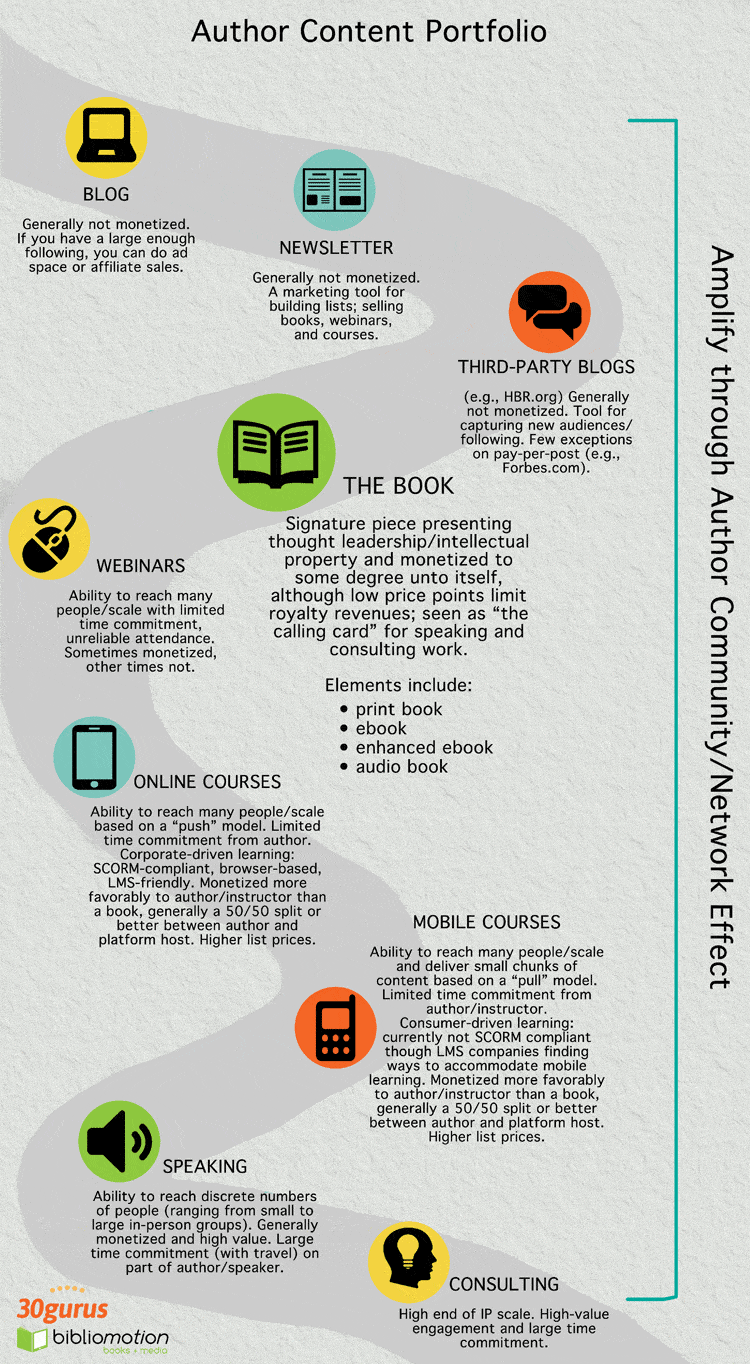 Author Content Portfolio
BLOG
Generally not monetized.
If you have a large enough
following, you can do ad
space or affiliate sales.
NEWSLETTER
Generally not monetized.
A marketing tool for
building lists; selling
books, webinars,
and courses.
THIRD-PARTY BLOGS
(e.g., HBR.org) Generally
not monetized. Tool for
capturing new audiences/
following. Few exceptions
on pay-per-post (e.g.,
Forbes.com).
THE BOOK
Signature piece presenting
thought leadership/intellectual
property and monetized to
some degree unto itself,
although low price points limit
royalty revenues; seen as “the
calling card” for speaking and
consulting work.
Elements include:
• print book
• ebook
• enhanced ebook
• audio book
WEBINARS
Ability to reach many
people/scale with limited
time commitment,
unreliable attendance.
Sometimes monetized,
other times not.
ONLINE COURSES
Ability to reach many people/scale
based on a “push” model. Limited
time commitment from author.
Corporate-driven learning:
SCORM-compliant, browser-based,
LMS-friendly. Monetized more
favorably to author/instructor than
a book, generally a 50/50 split or
better between author and
platform host. Higher list prices.
MOBILE COURSES
Ability to reach many people/scale
and deliver small chunks of
content based on a “pull” model.
Limited time commitment from
author/instructor.
Consumer-driven learning:
currently not SCORM compliant
though LMS companies finding
ways to accommodate mobile
learning. Monetized more favorably
to author/instructor than a book,
generally a 50/50 split or better
between author and platform host.
Higher list prices.
SPEAKING
Ability to reach discrete numbers
of people (ranging from small to
large in-person groups). Generally
monetized and high value. Large
time commitment (with travel) on
part of author/speaker.
CONSULTING
High end of IP scale. High-value
engagement and large time
commitment.
Amplify through Author Community/Network Effect
30gurus
bibliomotion
books + media